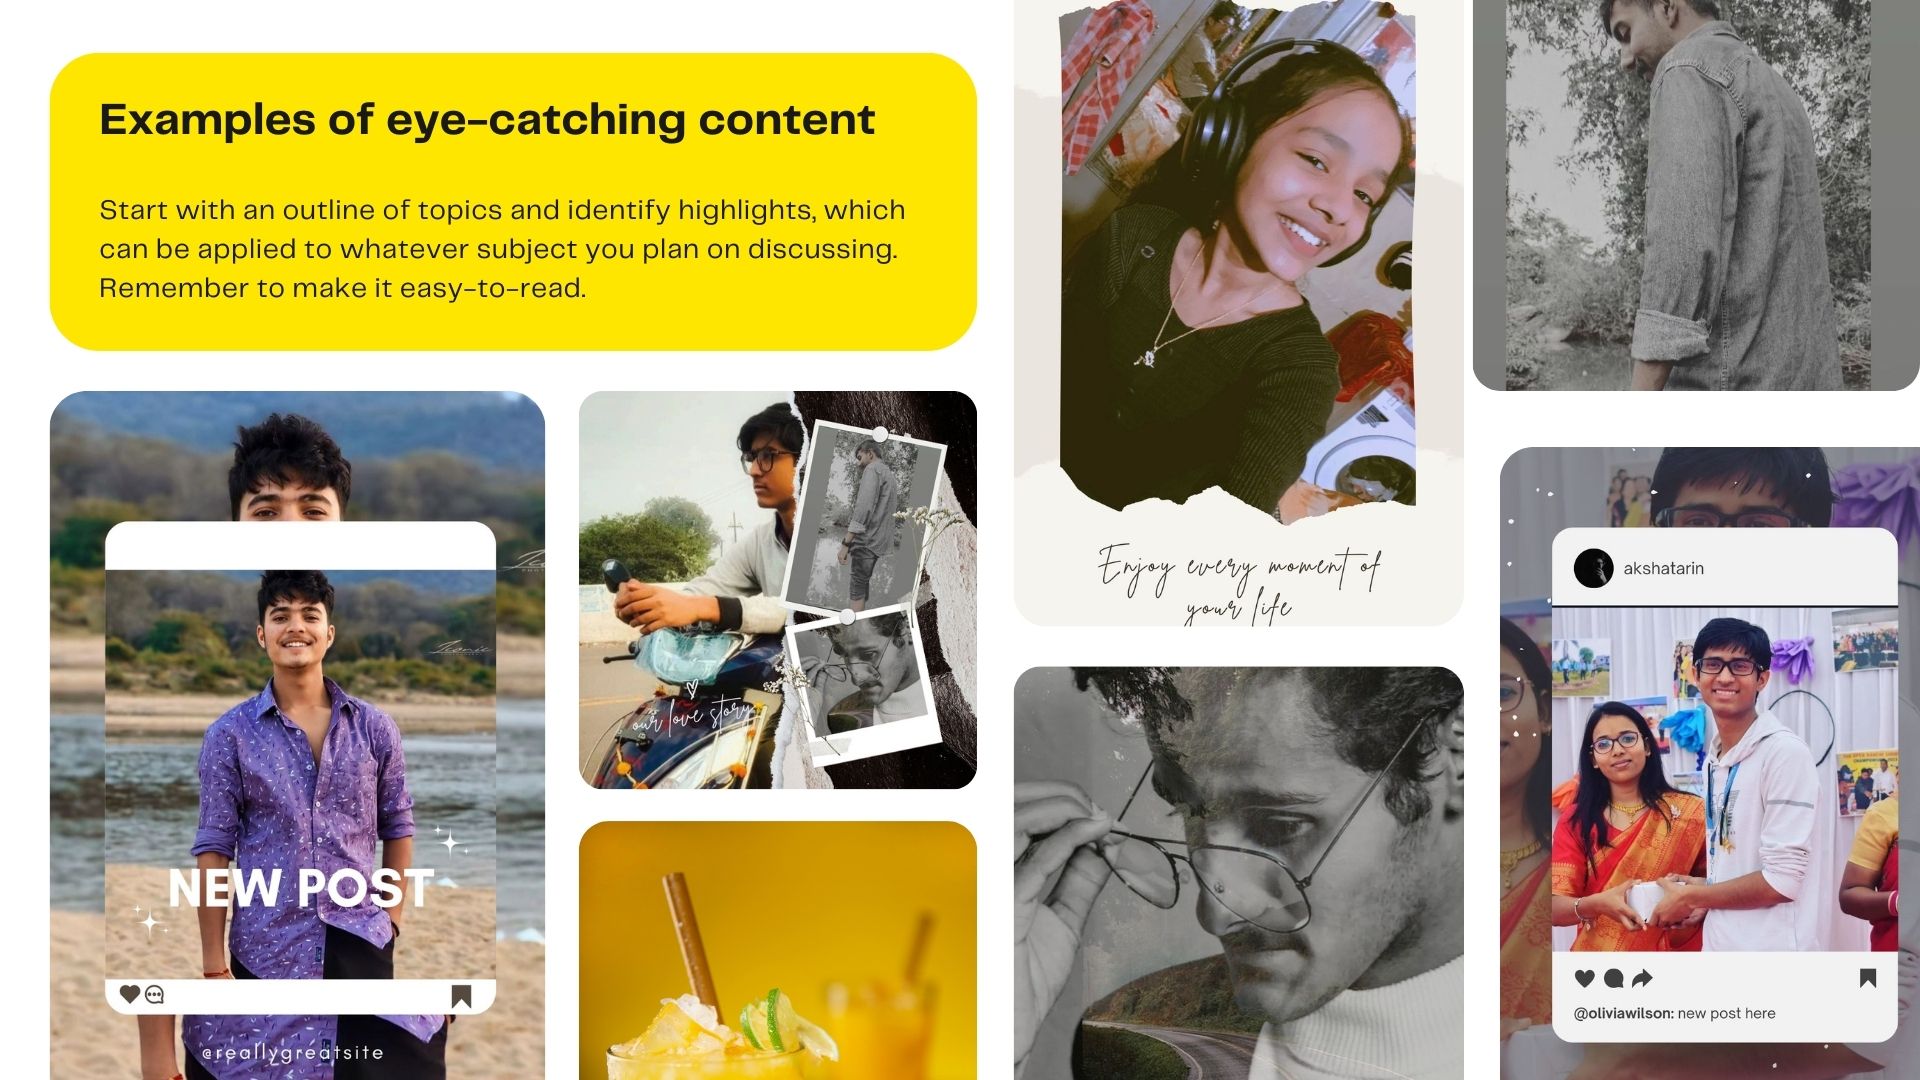 Examples of eye-catching content
Start with an outline of topics and identify highlights, which
can be applied to whatever subject you plan on discussing.
Remember to make it easy-to-read.
NEW POST
@reallygreatsite
our love story
Enjoy every moment of
your life
akshatarin
@oliviawilson: new post here